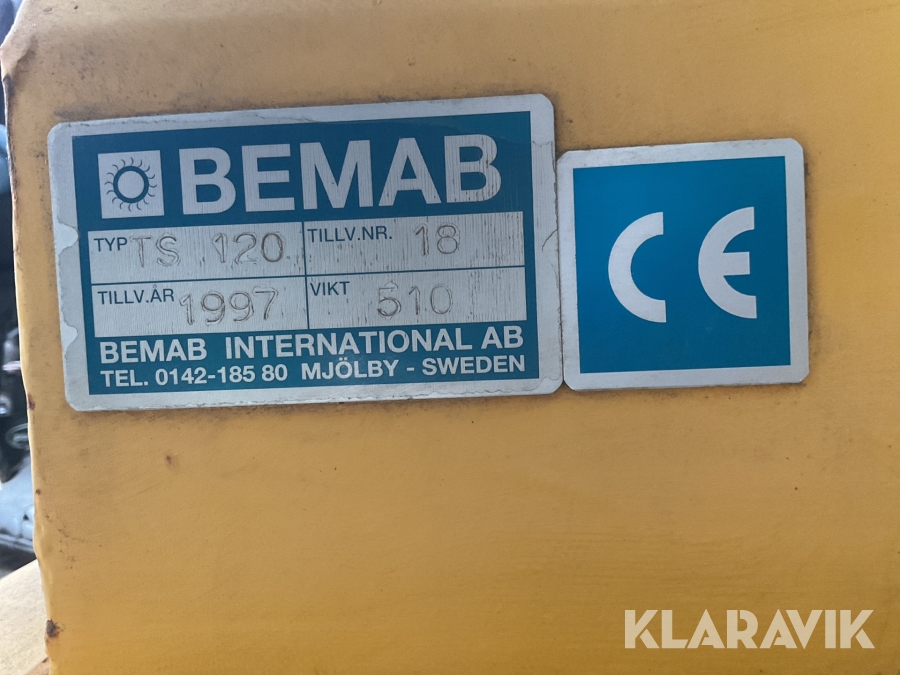 BEMAB
TYP TS 120 TILLV.NR. 18
TILLV.ÅR 1997 VIKT 510
BEMAB INTERNATIONAL AB
TEL. 0142-185 80 MJÖLBY - SWEDEN
CE
KLARAVIK